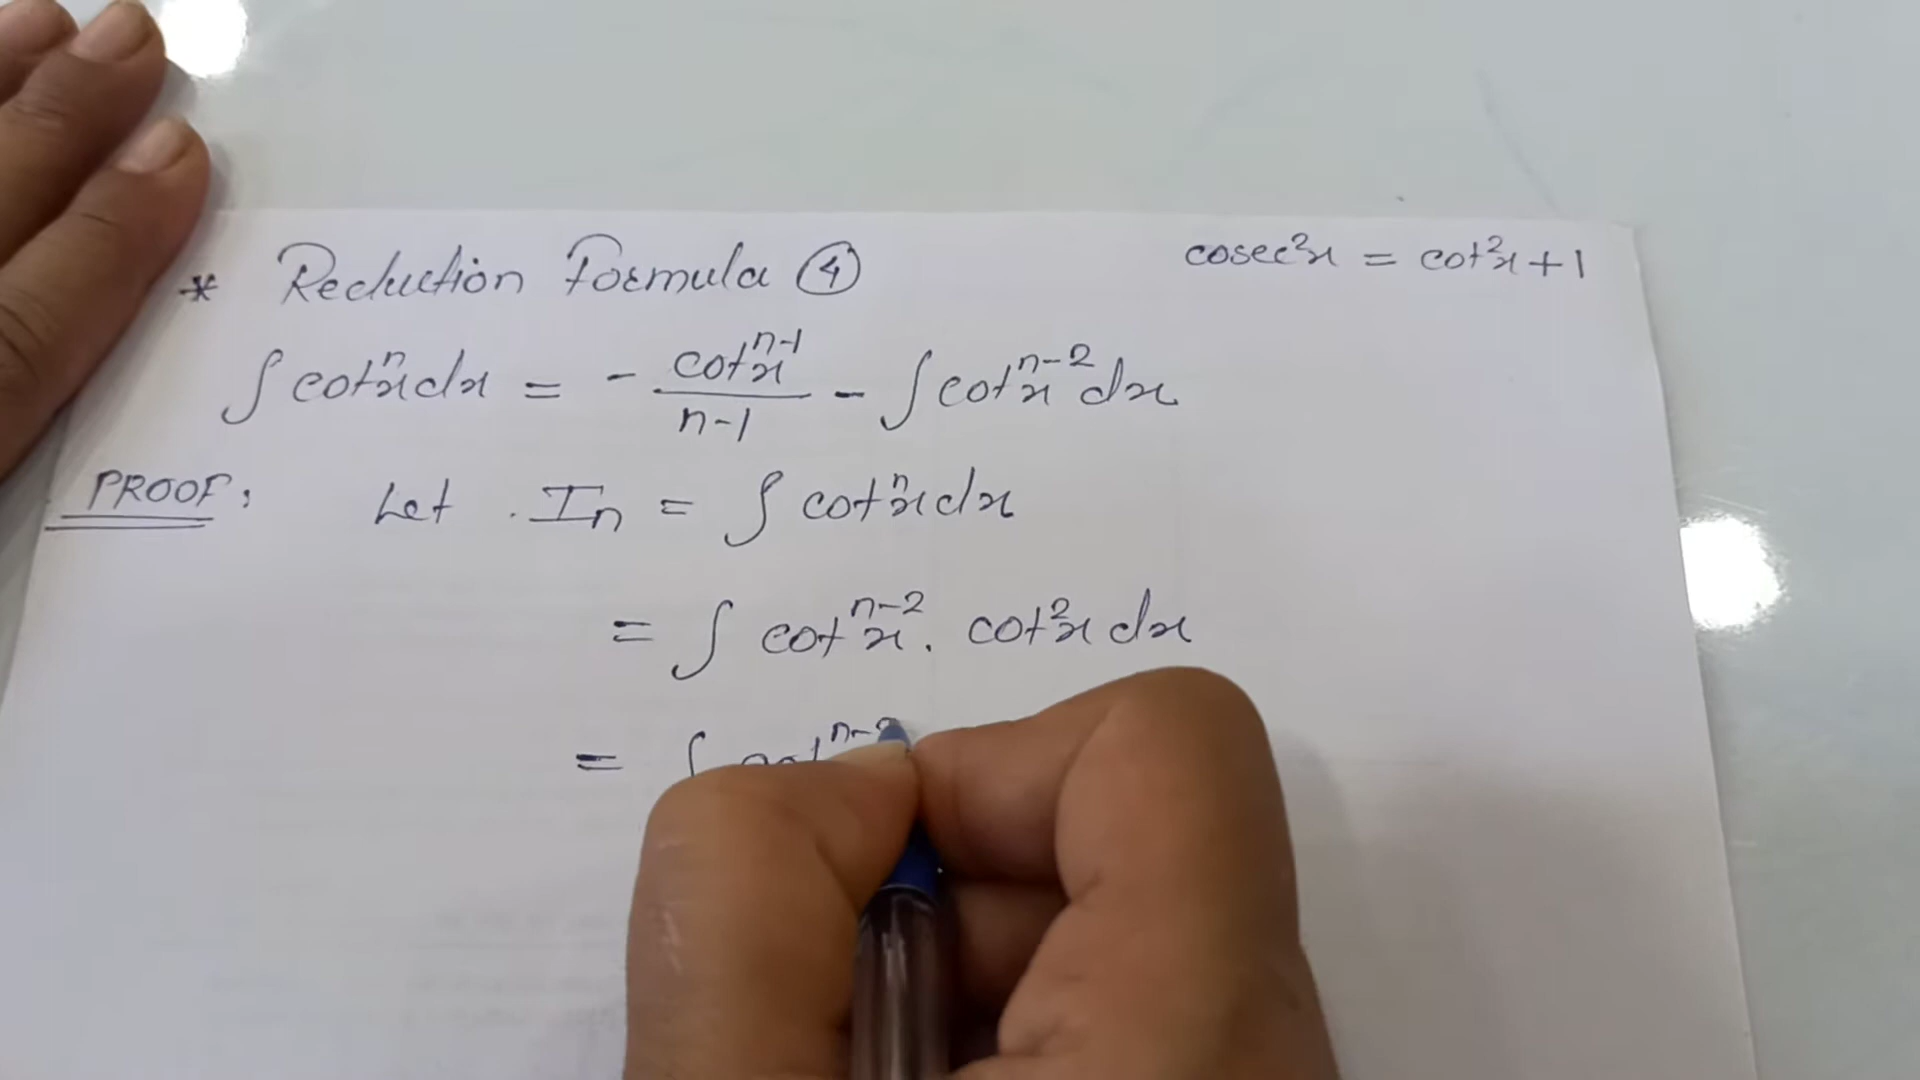 * Reduction Formula ④
cosec²x = cot²x + 1
∫ cotⁿx dx = - cotⁿ⁻¹x / n-1 - ∫ cotⁿ⁻²x dx
PROOF: Let In = ∫ cotⁿx dx
= ∫ cotⁿ⁻²x . cot²x dx
= ∫ cotⁿ⁻